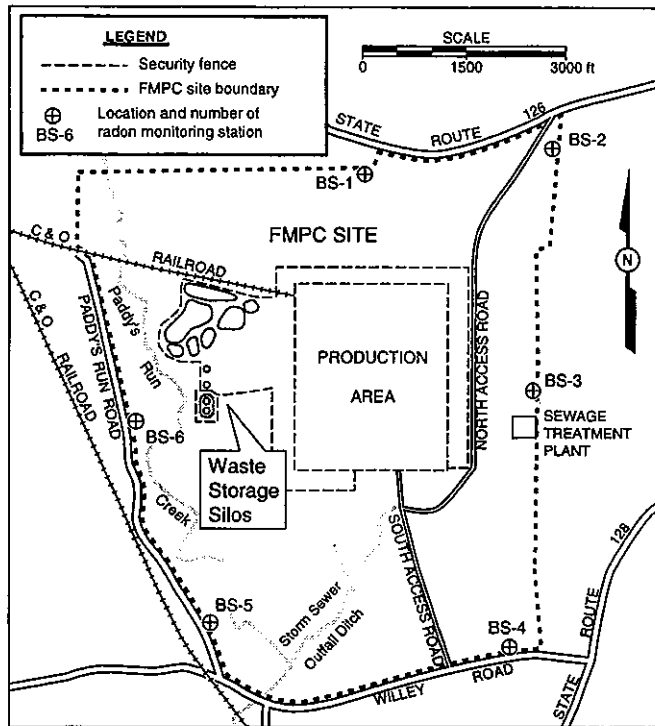 LEGEND
Security fence
FMPC site boundary
Location and number of
radon monitoring station
BS-6
SCALE
0 1500 3000 ft
STATE ROUTE 126
BS-2
BS-1
N
C & O RAILROAD
FMPC SITE
C & O RAILROAD
PADDY'S RUN ROAD
Paddy's Run Creek
PRODUCTION
AREA
NORTH ACCESS ROAD
BS-3
SEWAGE
TREATMENT
PLANT
BS-6
Waste
Storage
Silos
SOUTH ACCESS ROAD
Storm Sewer
Outfall Ditch
BS-5
BS-4
WILLEY ROAD
STATE ROUTE 128